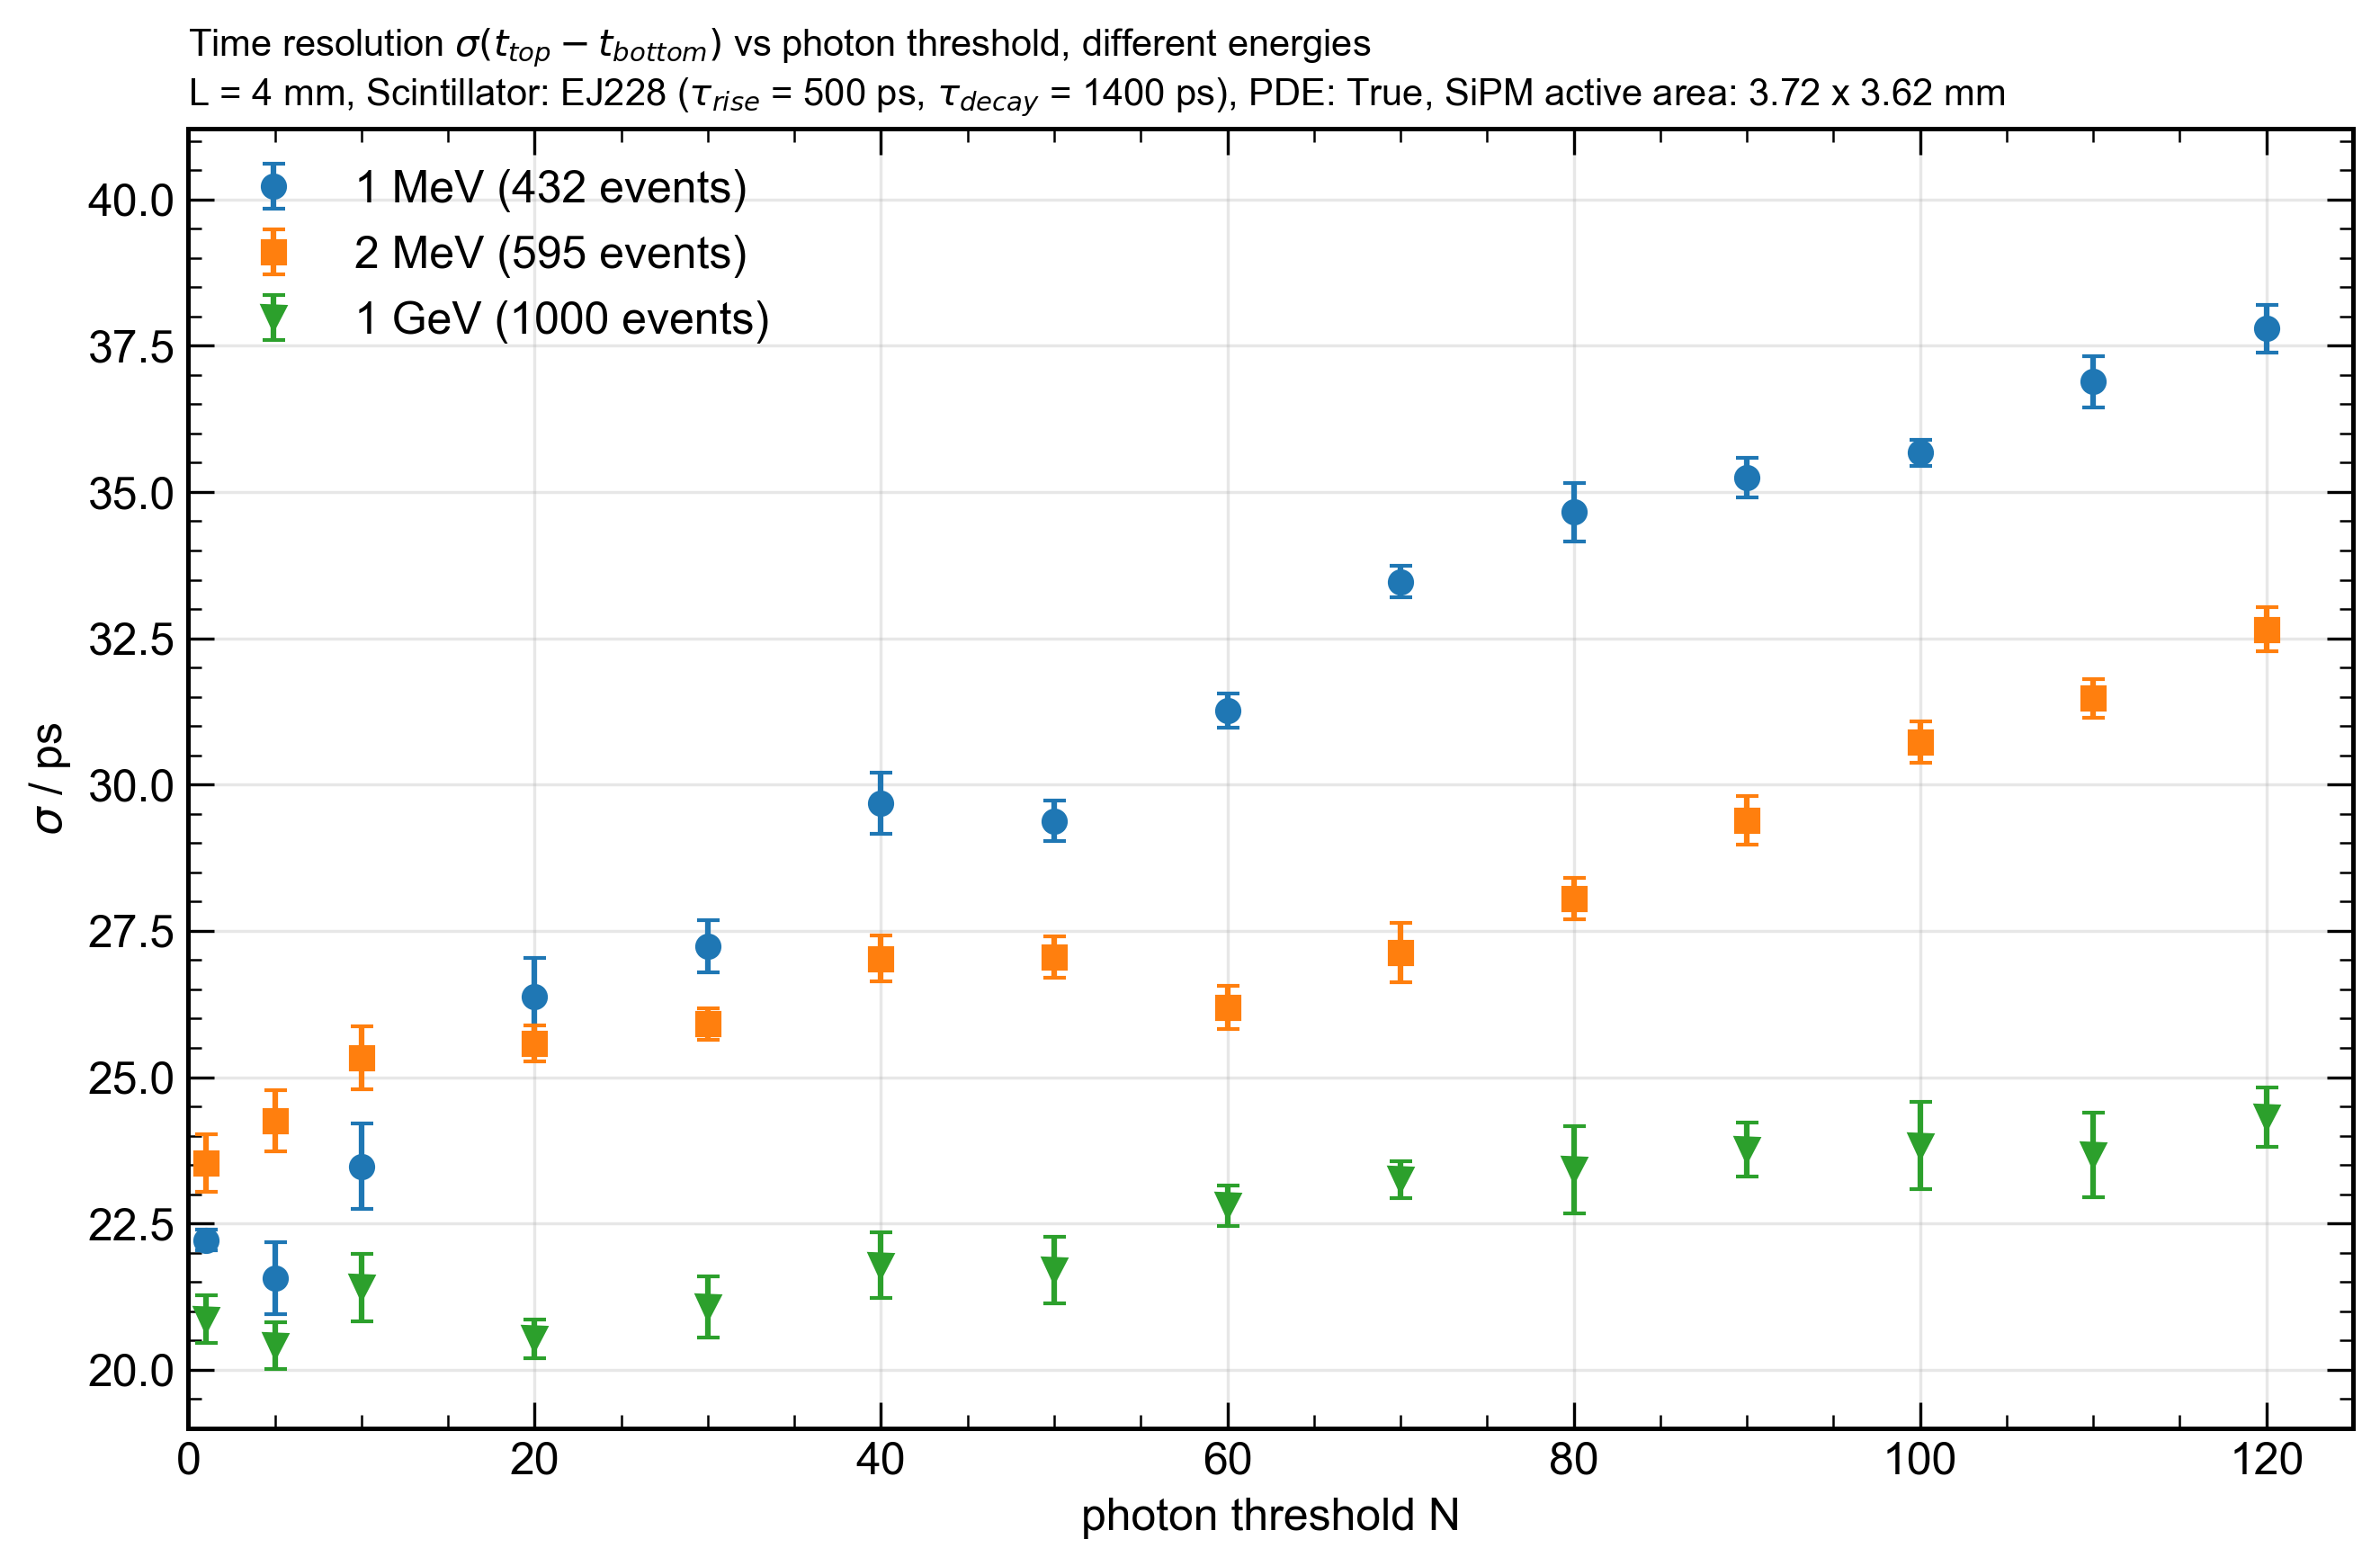 Time resolution σ(t_top − t_bottom) vs photon threshold, different energies
L = 4 mm, Scintillator: EJ228 (τ_rise = 500 ps, τ_decay = 1400 ps), PDE: True, SiPM active area: 3.72 x 3.62 mm
1 MeV (432 events)
2 MeV (595 events)
1 GeV (1000 events)
40.0
37.5
35.0
32.5
30.0
27.5
25.0
22.5
20.0
σ / ps
0 20 40 60 80 100 120
photon threshold N